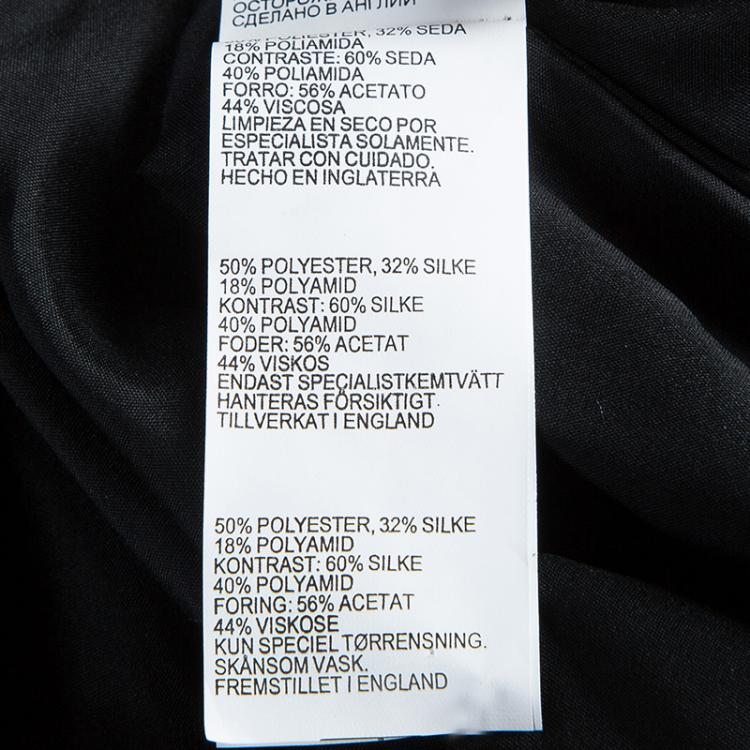 ОСТОРОЖ
СДЕЛАНО В АНГЛИИ
POLYESTER, 32% SEDA
18% POLIAMIDA
CONTRASTE: 60% SEDA
40% POLIAMIDA
FORRO: 56% ACETATO
44% VISCOSA
LIMPIEZA EN SECO POR
ESPECIALISTA SOLAMENTE.
TRATAR CON CUIDADO.
HECHO EN INGLATERRA
50% POLYESTER, 32% SILKE
18% POLYAMID
KONTRAST: 60% SILKE
40% POLYAMID
FODER: 56% ACETAT
44% VISKOS
ENDAST SPECIALISTKEMTVÄTT
HANTERAS FÖRSIKTIGT.
TILLVERKAT I ENGLAND
50% POLYESTER, 32% SILKE
18% POLYAMID
KONTRAST: 60% SILKE
40% POLYAMID
FORING: 56% ACETAT
44% VISKOSE
KUN SPECIEL TØRRENSNING.
SKÅNSOM VASK.
FREMSTILLET I ENGLAND